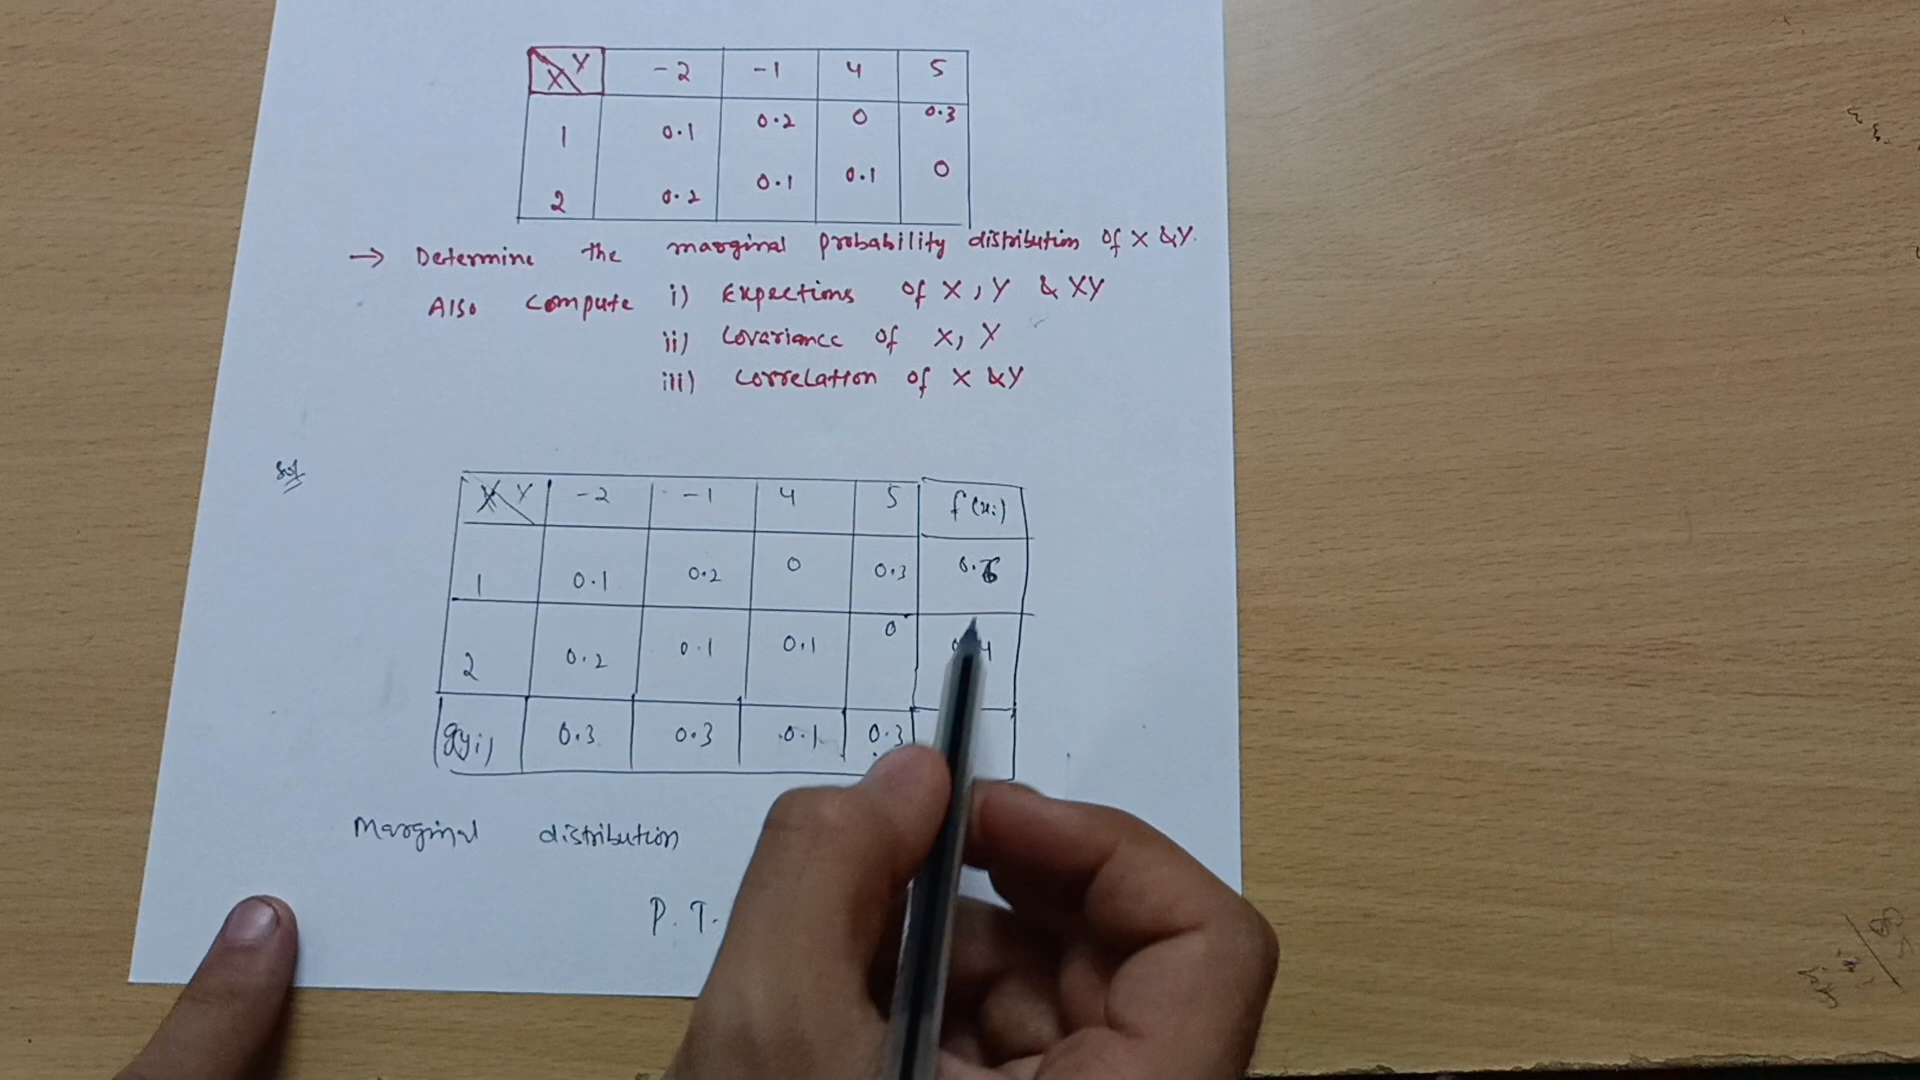 X Y -2 -1 4 5
1 0.1 0.2 0 0.3
2 0.2 0.1 0.1 0
→ Determine the marginal probability distribution of X & Y.
Also compute i) Expections of X, Y & XY
ii) Covariance of X, Y
iii) Correlation of X & Y
Sol
X Y -2 -1 4 5 f(xi)
1 0.1 0.2 0 0.3 0.6
2 0.2 0.1 0.1 0
g(yi) 0.3 0.3 0.1 0.3
Marginal distribution
P.T.